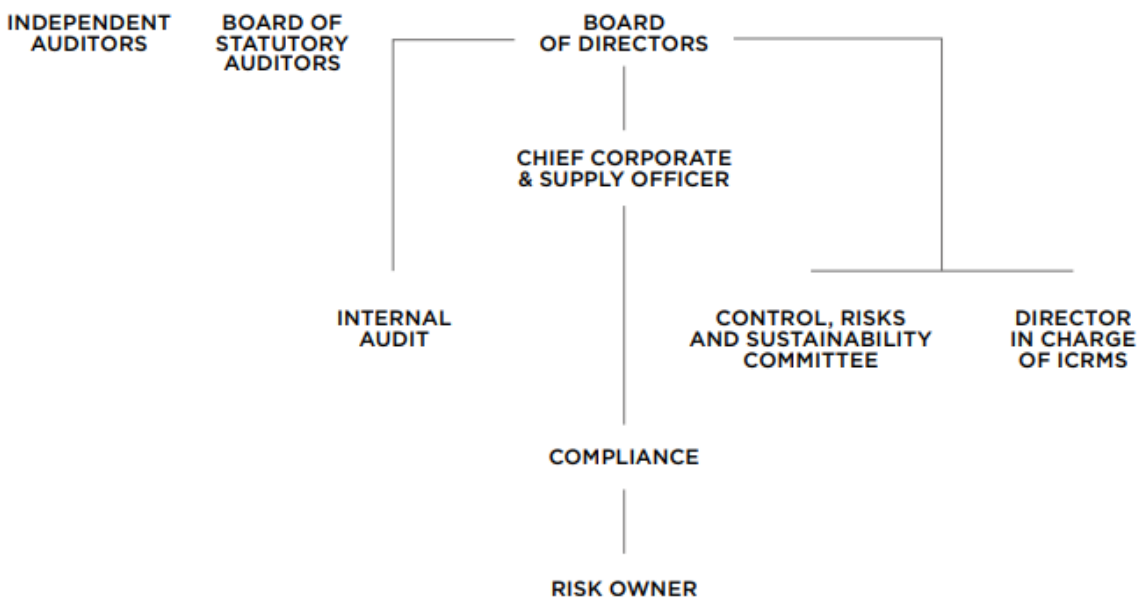 INDEPENDENT
AUDITORS
BOARD OF
STATUTORY
AUDITORS
BOARD
OF DIRECTORS
CHIEF CORPORATE
& SUPPLY OFFICER
INTERNAL
AUDIT
CONTROL, RISKS
AND SUSTAINABILITY
COMMITTEE
DIRECTOR
IN CHARGE
OF ICRMS
COMPLIANCE
RISK OWNER